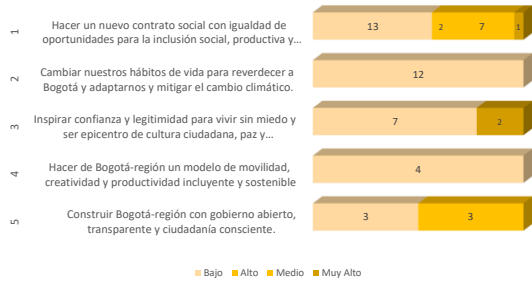 1
Hacer un nuevo contrato social con igualdad de
oportunidades para la inclusión social, productiva y…
13
2
7
1
2
Cambiar nuestros hábitos de vida para reverdecer a
Bogotá y adaptarnos y mitigar el cambio climático.
12
3
Inspirar confianza y legitimidad para vivir sin miedo y
ser epicentro de cultura ciudadana, paz y…
7
2
4
Hacer de Bogotá-región un modelo de movilidad,
creatividad y productividad incluyente y sostenible
4
5
Construir Bogotá-región con gobierno abierto,
transparente y ciudadanía consciente.
3
3
Bajo Alto Medio Muy Alto